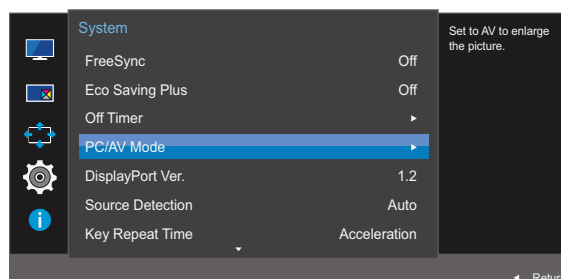 System
Set to AV to enlarge
the picture.
FreeSync Off
Eco Saving Plus Off
Off Timer
PC/AV Mode
DisplayPort Ver. 1.2
Source Detection Auto
Key Repeat Time Acceleration